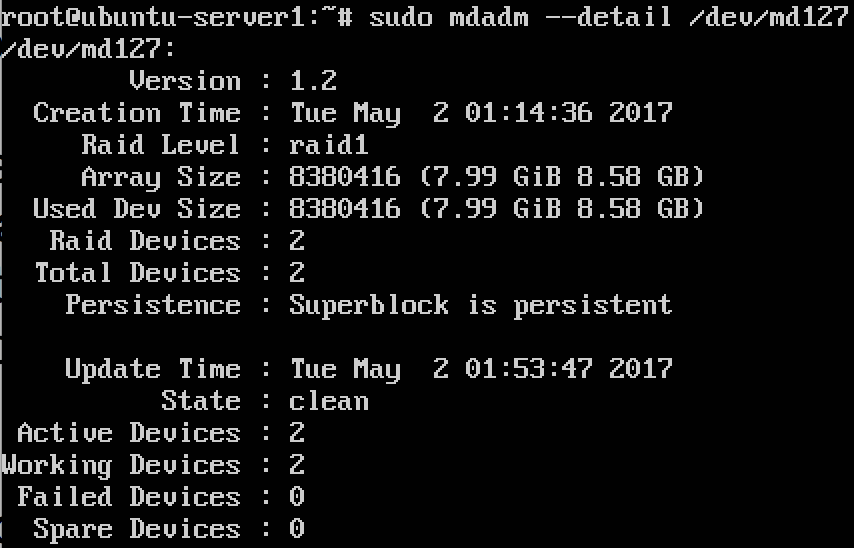 root@ubuntu-server1:~# sudo mdadm --detail /dev/md127
/dev/md127:
Version : 1.2
Creation Time : Tue May  2 01:14:36 2017
Raid Level : raid1
Array Size : 8380416 (7.99 GiB 8.58 GB)
Used Dev Size : 8380416 (7.99 GiB 8.58 GB)
Raid Devices : 2
Total Devices : 2
Persistence : Superblock is persistent
Update Time : Tue May  2 01:53:47 2017
State : clean
Active Devices : 2
Working Devices : 2
Failed Devices : 0
Spare Devices : 0